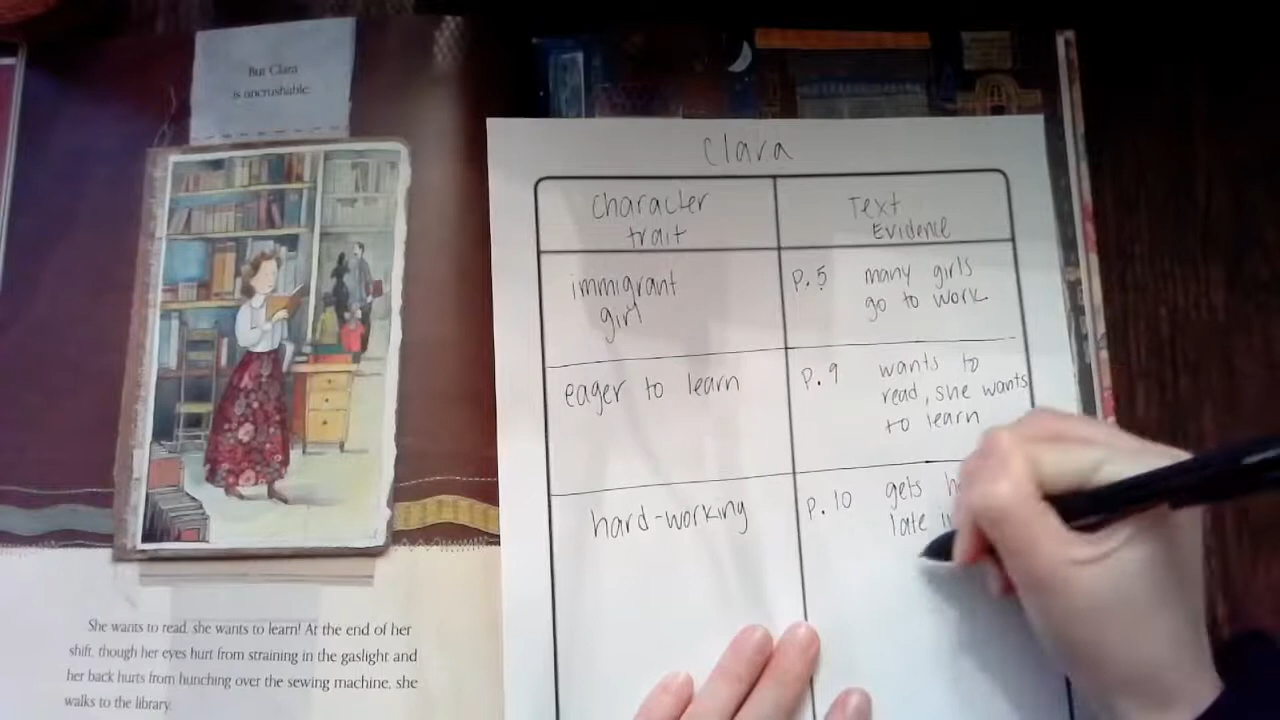 But Clara
is uncrushable.
She wants to read, she wants to learn! At the end of her
shift, though her eyes hurt from straining in the gaslight and
her back hurts from hunching over the sewing machine, she
walks to the library.
Clara
Character
trait
Text
Evidence
immigrant
girl
P. 5 many girls
go to work
eager to learn
P. 9 wants to
read, she wants
to learn
hard-working
P. 10 gets
late